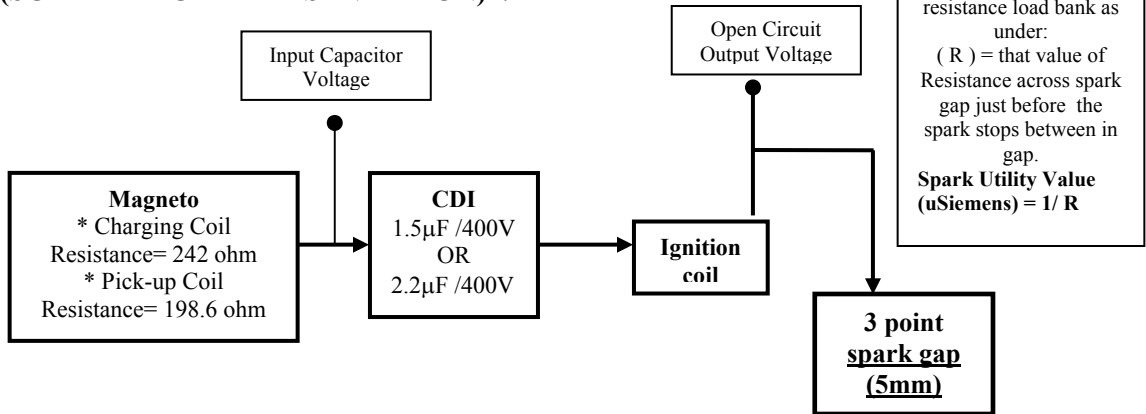 Input Capacitor
Voltage
Open Circuit
Output Voltage
resistance load bank as
under:
( R ) = that value of
Resistance across spark
gap just before the
spark stops between in
gap.
Spark Utility Value
(uSiemens) = 1/ R
Magneto
* Charging Coil
Resistance= 242 ohm
* Pick-up Coil
Resistance= 198.6 ohm
CDI
1.5µF /400V
OR
2.2µF /400V
Ignition
coil
3 point
spark gap
(5mm)